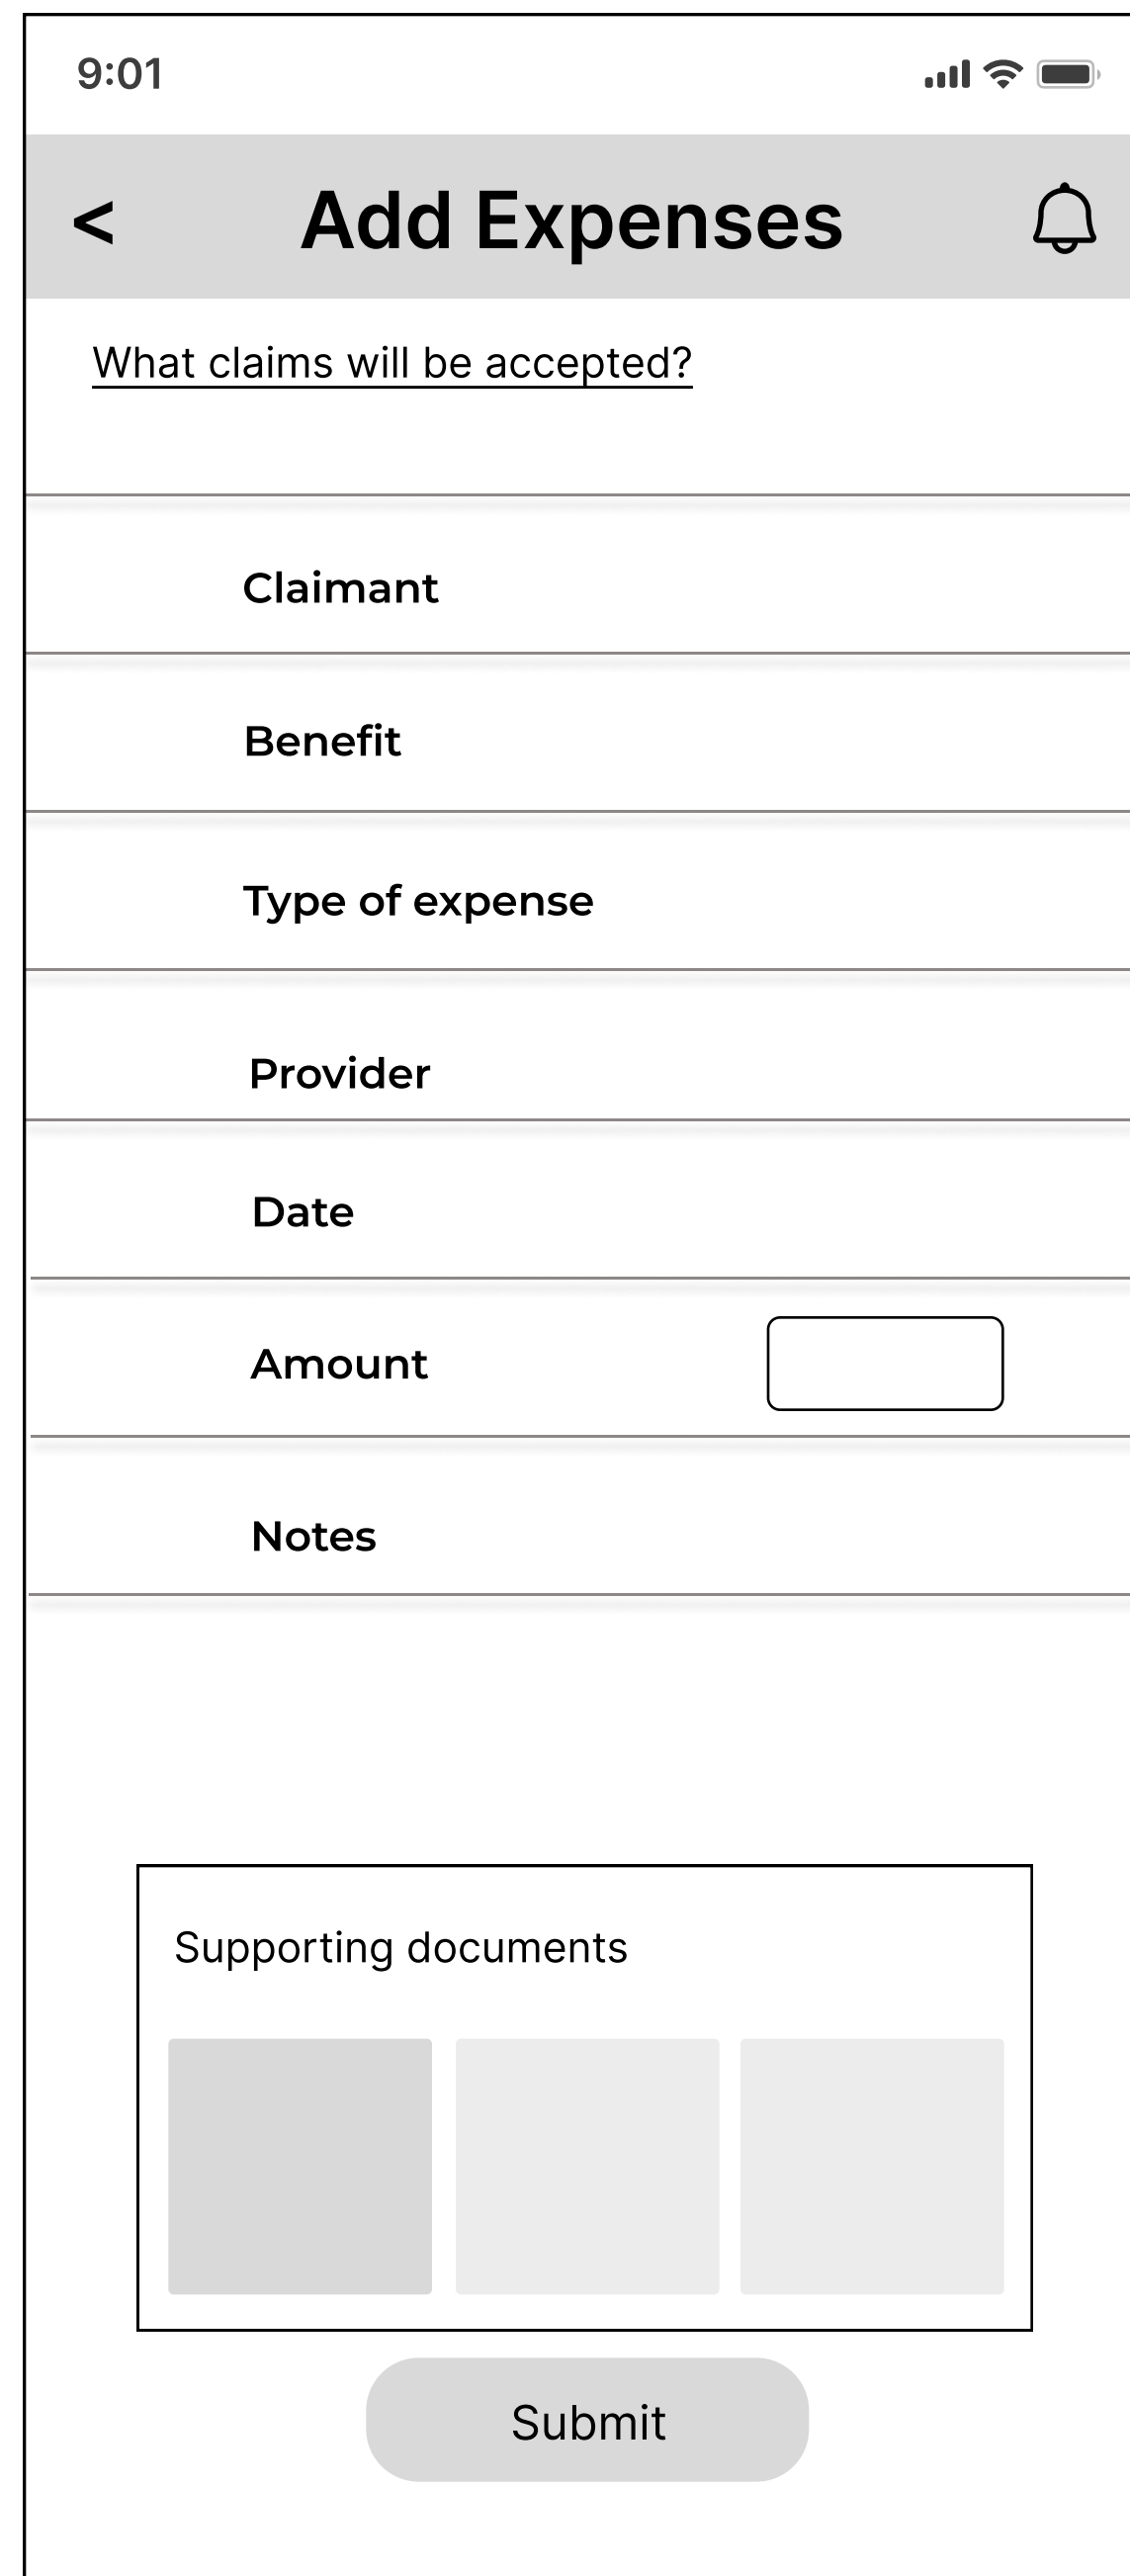 9:01
< Add Expenses
What claims will be accepted?
Claimant
Benefit
Type of expense
Provider
Date
Amount
Notes
Supporting documents
Submit